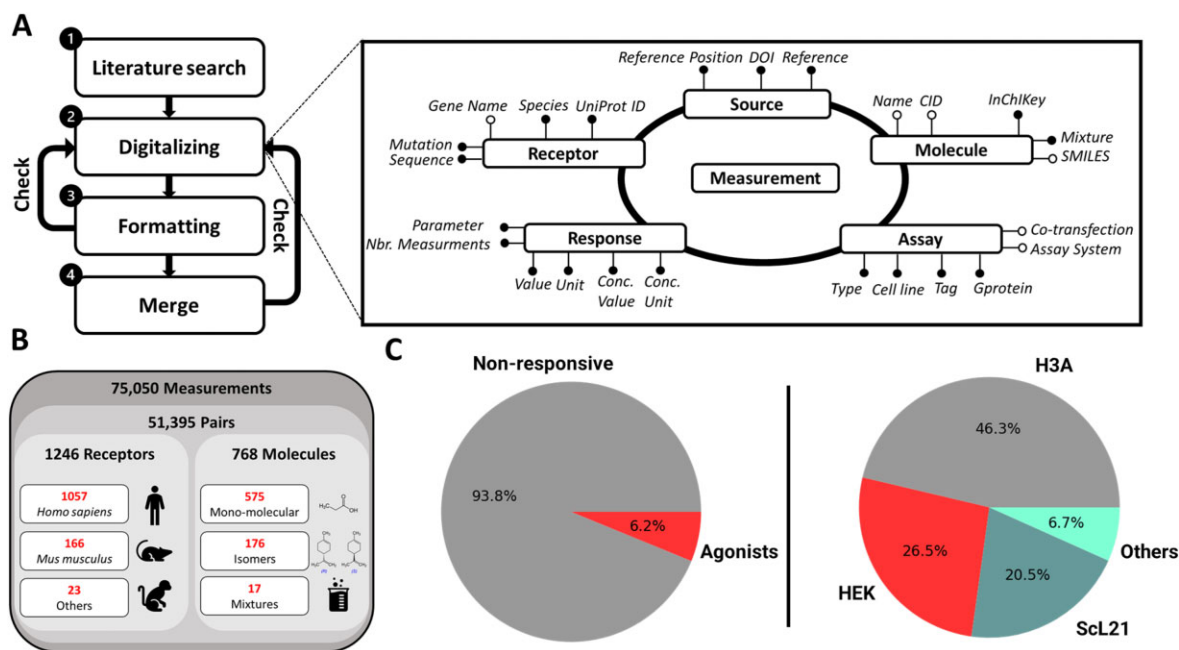 A
1
Literature search
2
Digitalizing
3
Formatting
4
Merge
Check
Check
Reference Position DOI Reference
Source
Gene Name Species UniProt ID
Mutation
Sequence
Receptor
Name CID InChIKey
Mixture
SMILES
Molecule
Measurement
Parameter
Nbr. Measurments
Response
Value Unit Conc. Value Conc. Unit
Assay
Co-transfection
Assay System
Type Cell line Tag Gprotein
B
75,050 Measurements
51,395 Pairs
1246 Receptors
1057
Homo sapiens
166
Mus musculus
23
Others
768 Molecules
575
Mono-molecular
176
Isomers
17
Mixtures
C
Non-responsive
93.8%
6.2%
Agonists
H3A
46.3%
6.7%
Others
26.5%
HEK
20.5%
ScL21